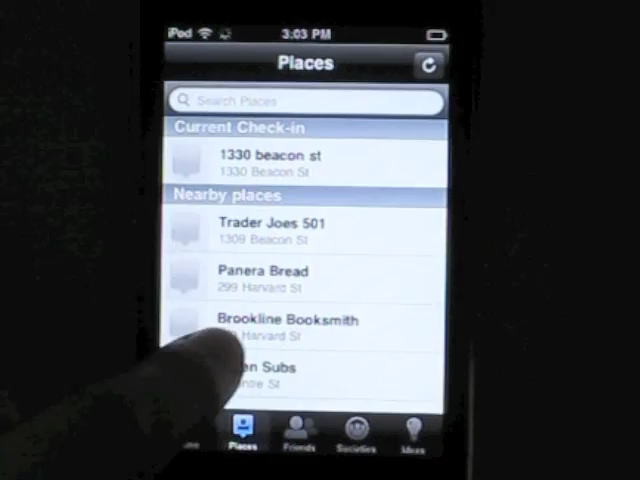 iPod 3:03 PM
Places
Search Places
Current Check-in
1330 beacon st
1330 Beacon St
Nearby places
Trader Joes 501
1309 Beacon St
Panera Bread
299 Harvard St
Brookline Booksmith
Harvard St
Subs
St
Places Friends Societies Ideas